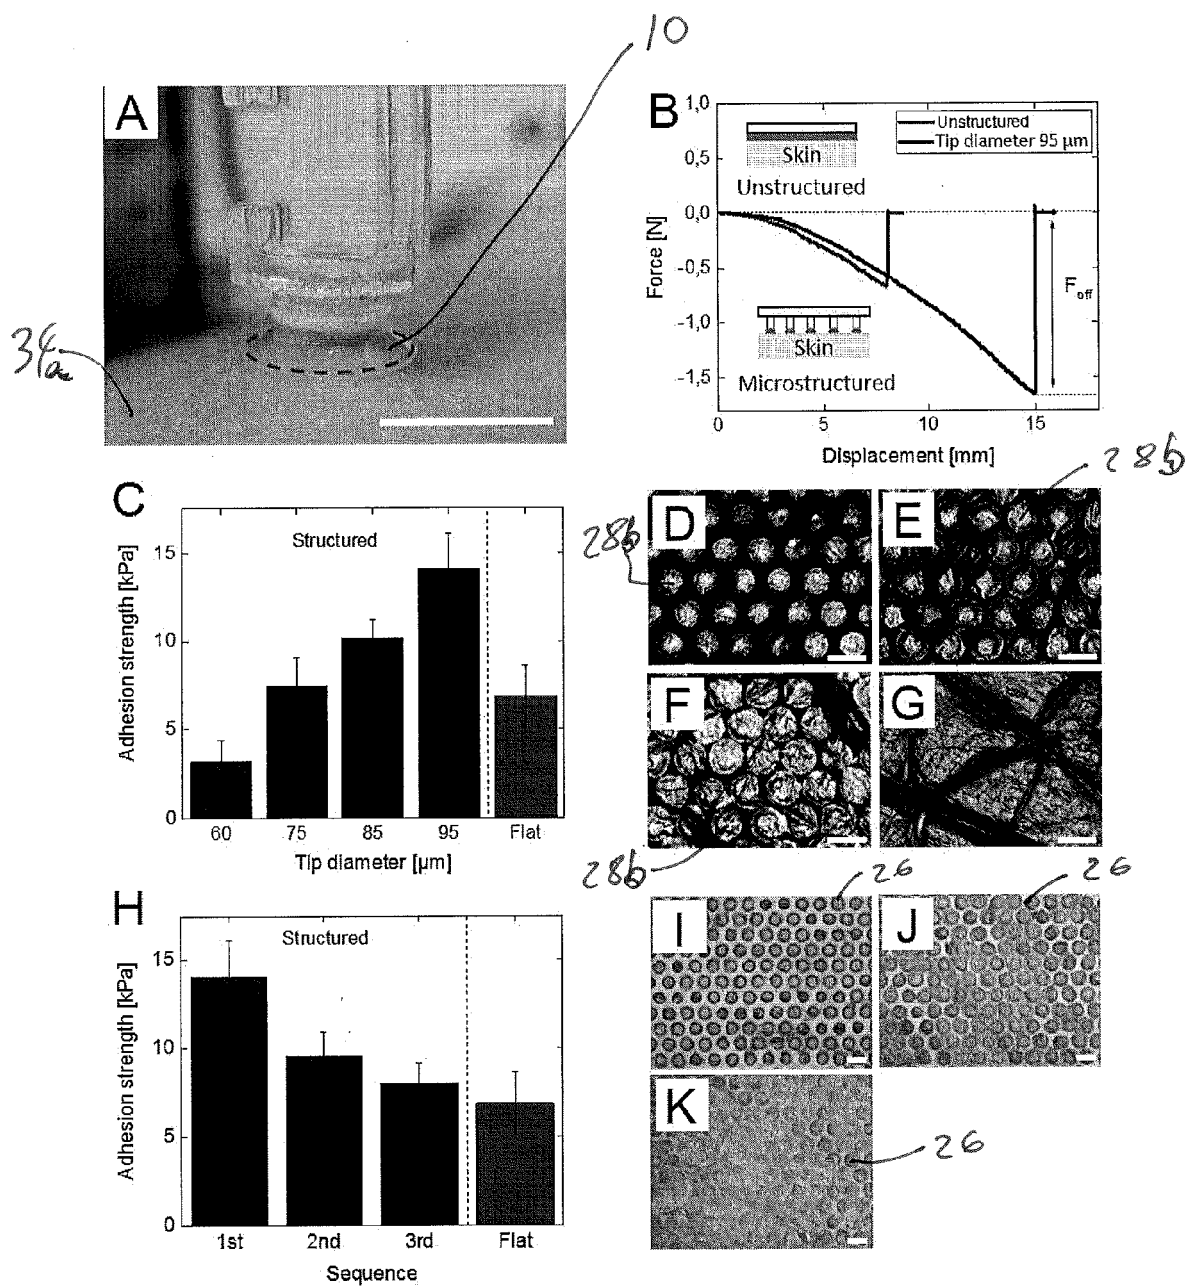 10
A
34a
B
1,0
0,5
0,0
-0,5
-1,0
-1,5
Force [N]
Unstructured
Tip diameter 95 µm
Skin
Unstructured
Skin
Microstructured
F off
0
5
10
15
Displacement [mm]
C
Structured
15
10
5
0
Adhesion strength [kPa]
60
75
85
95
Flat
Tip diameter [µm]
28b
D
28b
E
F
28b
G
H
Structured
15
10
5
0
Adhesion strength [kPa]
1st
2nd
3rd
Flat
Sequence
26
I
26
J
K
26